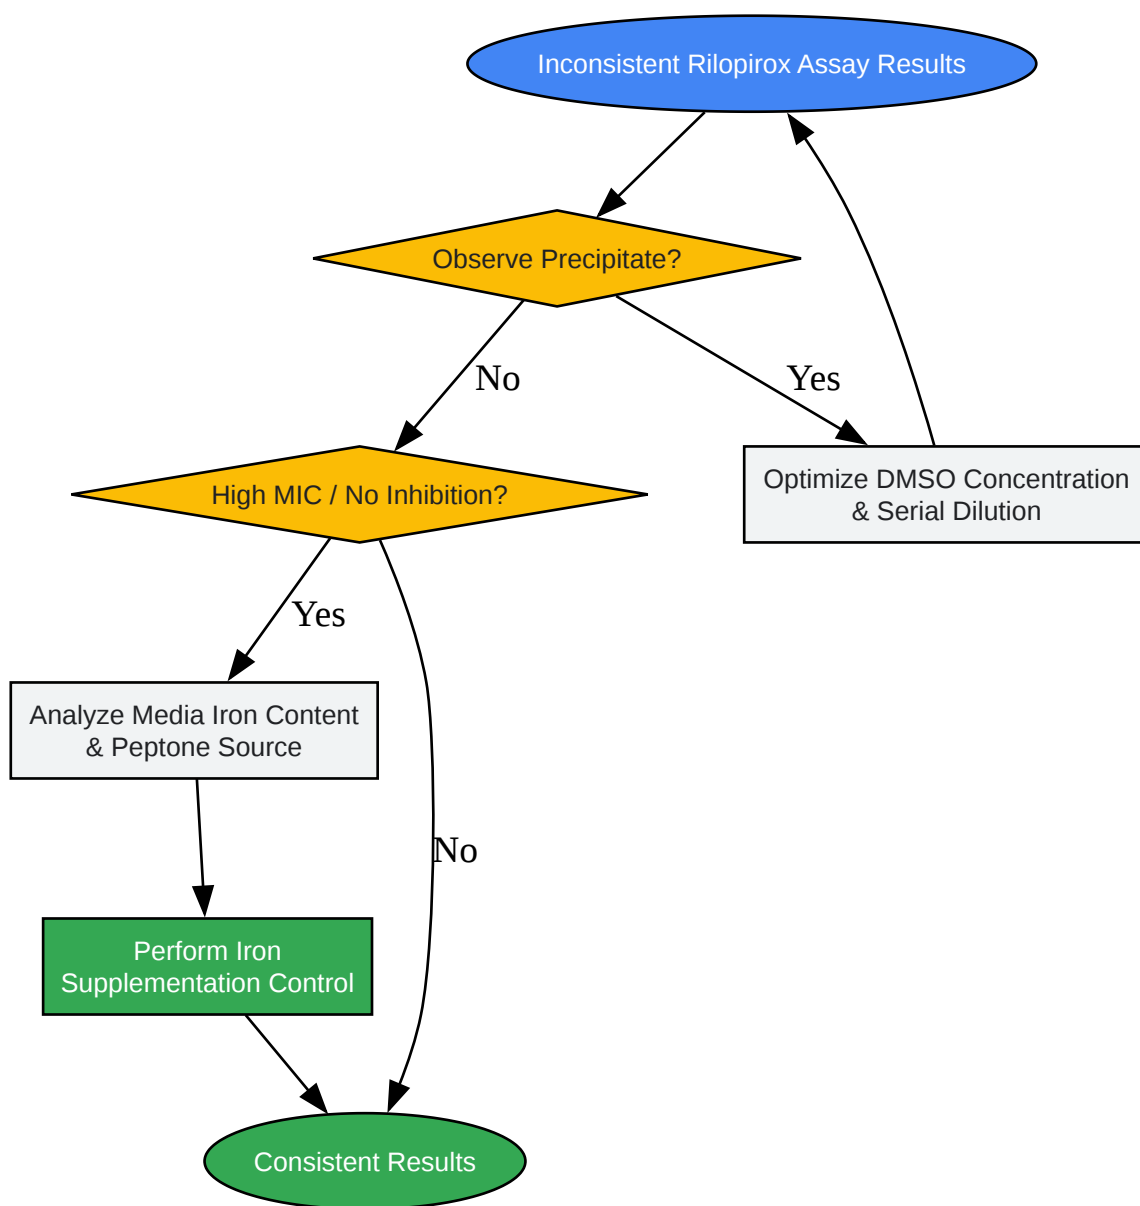 Inconsistent Rilopirox Assay Results
Observe Precipitate?
No
Yes
High MIC / No Inhibition?
Optimize DMSO Concentration
& Serial Dilution
Yes
Analyze Media Iron Content
& Peptone Source
No
Perform Iron
Supplementation Control
Consistent Results